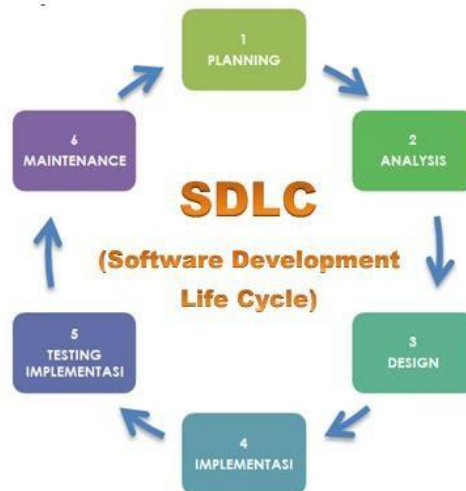 1
PLANNING
2
ANALYSIS
3
DESIGN
4
IMPLEMENTASI
5
TESTING
IMPLEMENTASI
6
MAINTENANCE
SDLC
(Software Development
Life Cycle)